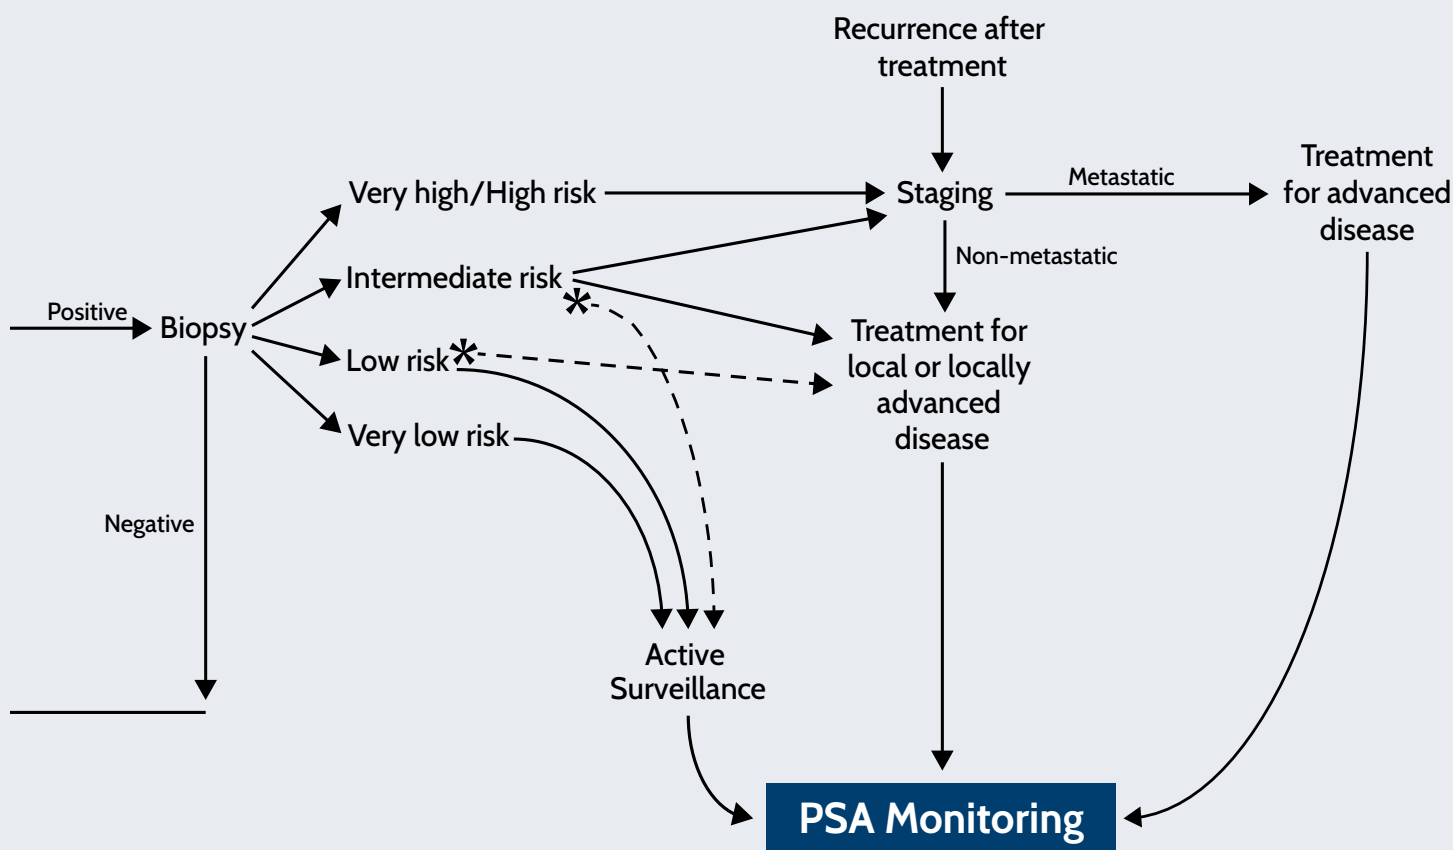 Recurrence after
treatment
Treatment
for advanced
disease
Metastatic
Very high/High risk
Staging
Non-metastatic
Intermediate risk
*
Positive
Biopsy
Treatment for
local or locally
advanced
disease
Low risk
*
Very low risk
Negative
Active
Surveillance
PSA Monitoring